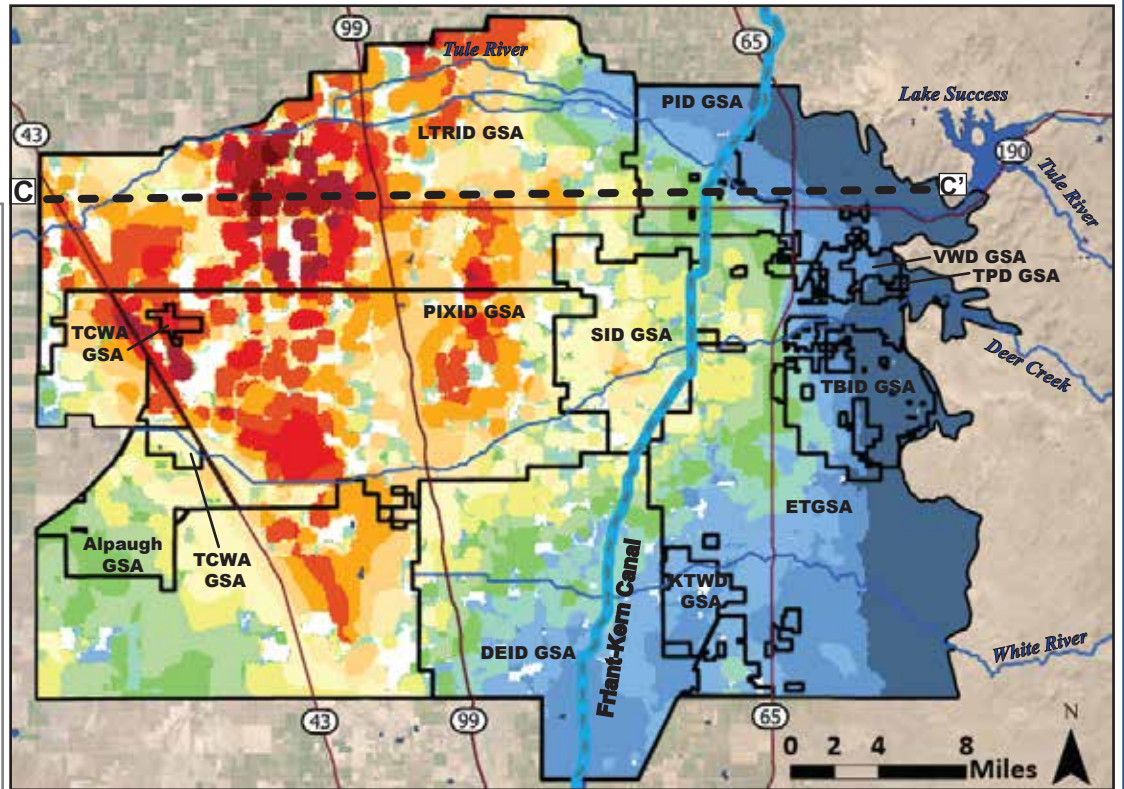 99
65
Tule River
PID GSA
Lake Success
LTRID GSA
43
190
C
C'
Tule River
VWD GSA
TPD GSA
PIXID GSA
TCWA
GSA
SID GSA
Deer Creek
TBID GSA
ETGSA
Alpaugh
GSA
TCWA
GSA
KTWD
GSA
Friant-Kern Canal
DEID GSA
White River
43
99
65
N
0 2 4 8
Miles